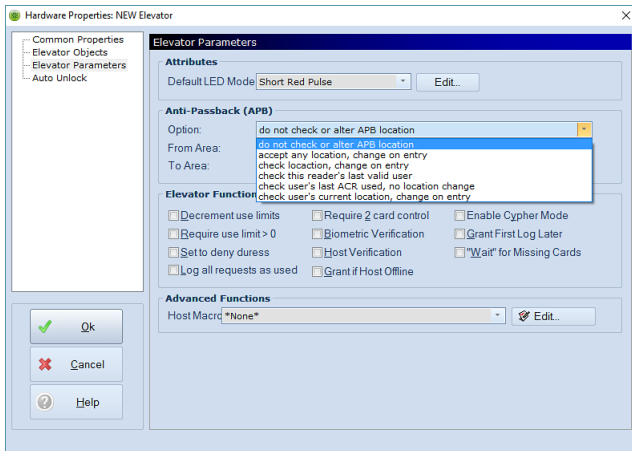 Hardware Properties: NEW Elevator
Common Properties
Elevator Objects
Elevator Parameters
Auto Unlock
Elevator Parameters
Attributes
Default LED Mode Short Red Pulse Edit...
Anti-Passback (APB)
Option: do not check or alter APB location
From Area:
To Area:
do not check or alter APB location
accept any location, change on entry
check locaction, change on entry
check this reader's last valid user
check user's last ACR used, no location change
check user's current location, change on entry
Elevator Function
Decrement use limits Require 2 card control Enable Cypher Mode
Require use limit > 0 Biometric Verification Grant First Log Later
Set to deny duress Host Verification "Wait" for Missing Cards
Log all requests as used Grant if Host Offline
Advanced Functions
Host Macro *None* Edit...
Ok
Cancel
Help